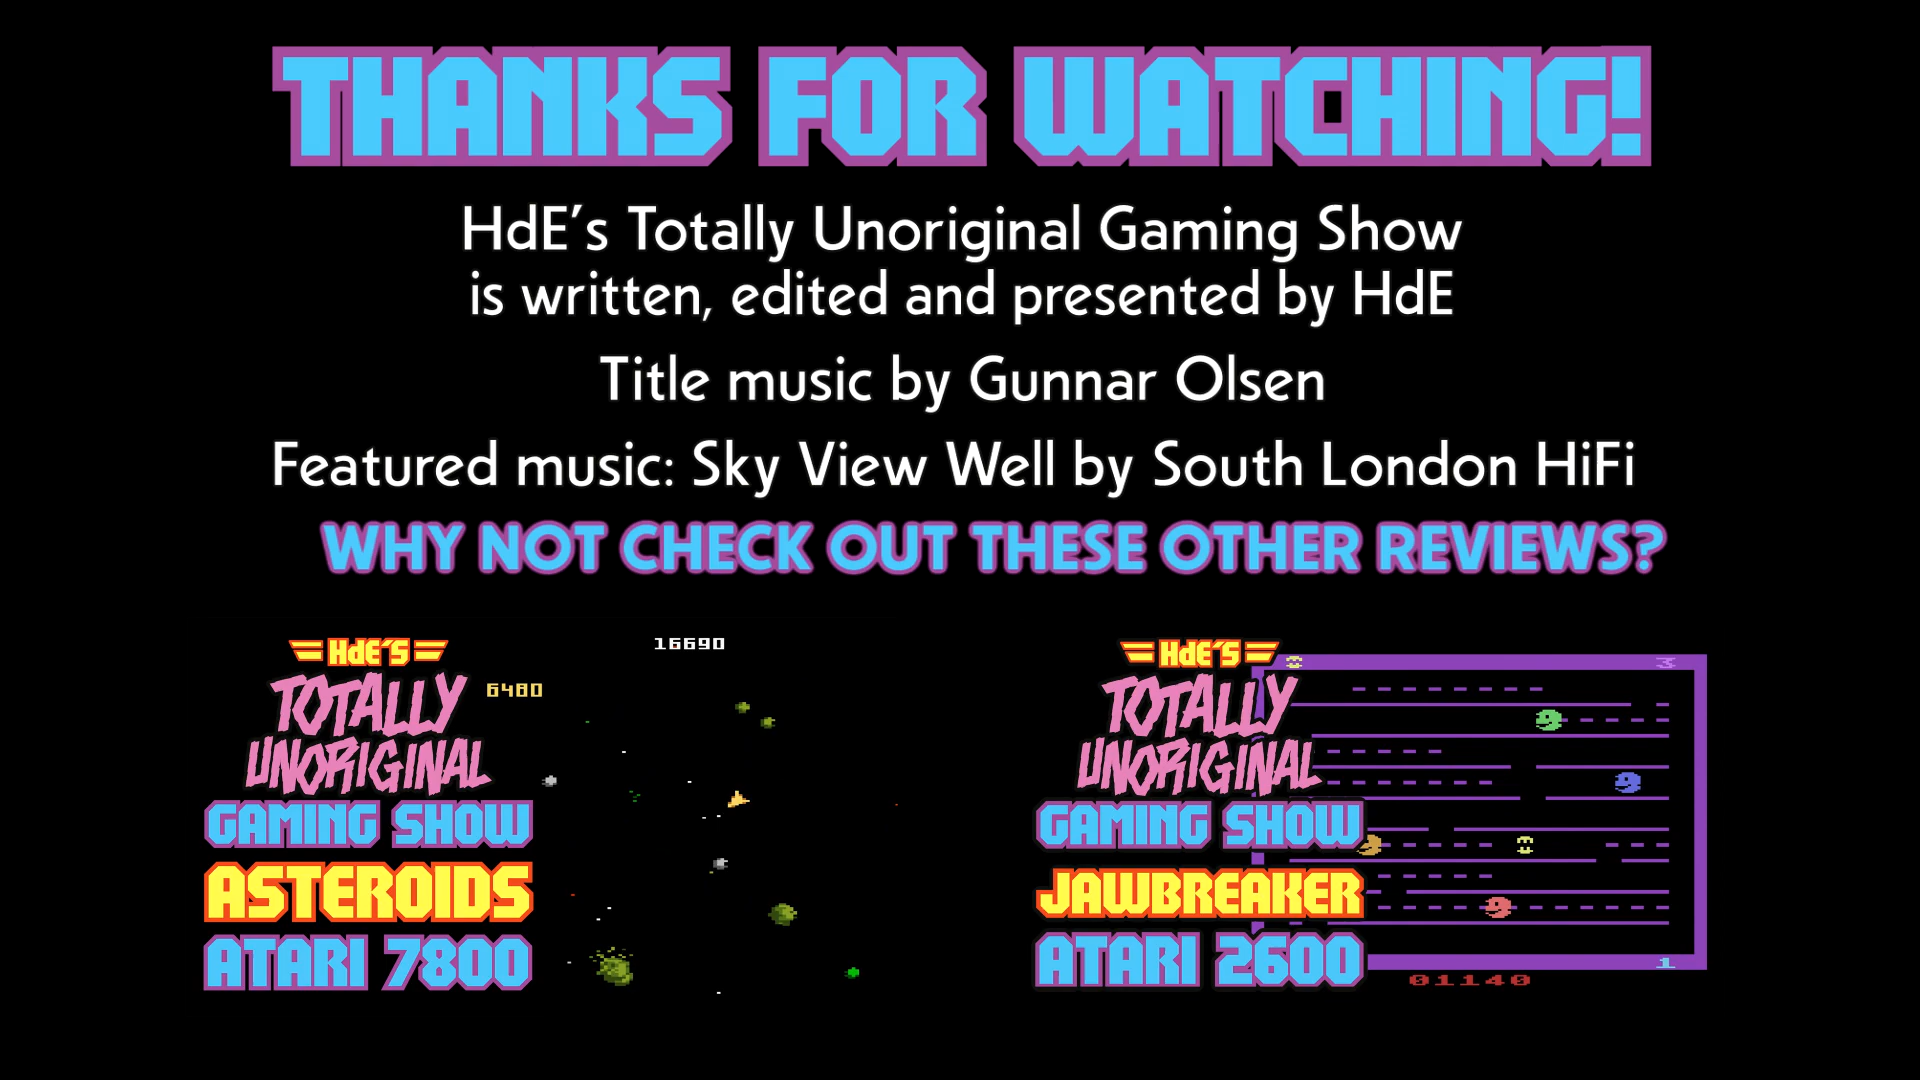 THANKS FOR WATCHING!
HdE's Totally Unoriginal Gaming Show
is written, edited and presented by HdE
Title music by Gunnar Olsen
Featured music: Sky View Well by South London HiFi
WHY NOT CHECK OUT THESE OTHER REVIEWS?
HdE'S
TOTALLY
UNORIGINAL
GAMING SHOW
ASTEROIDS
ATARI 7800
16690
6480
HdE'S
TOTALLY
UNORIGINAL
GAMING SHOW
JAWBREAKER
ATARI 2600
3
1
01140